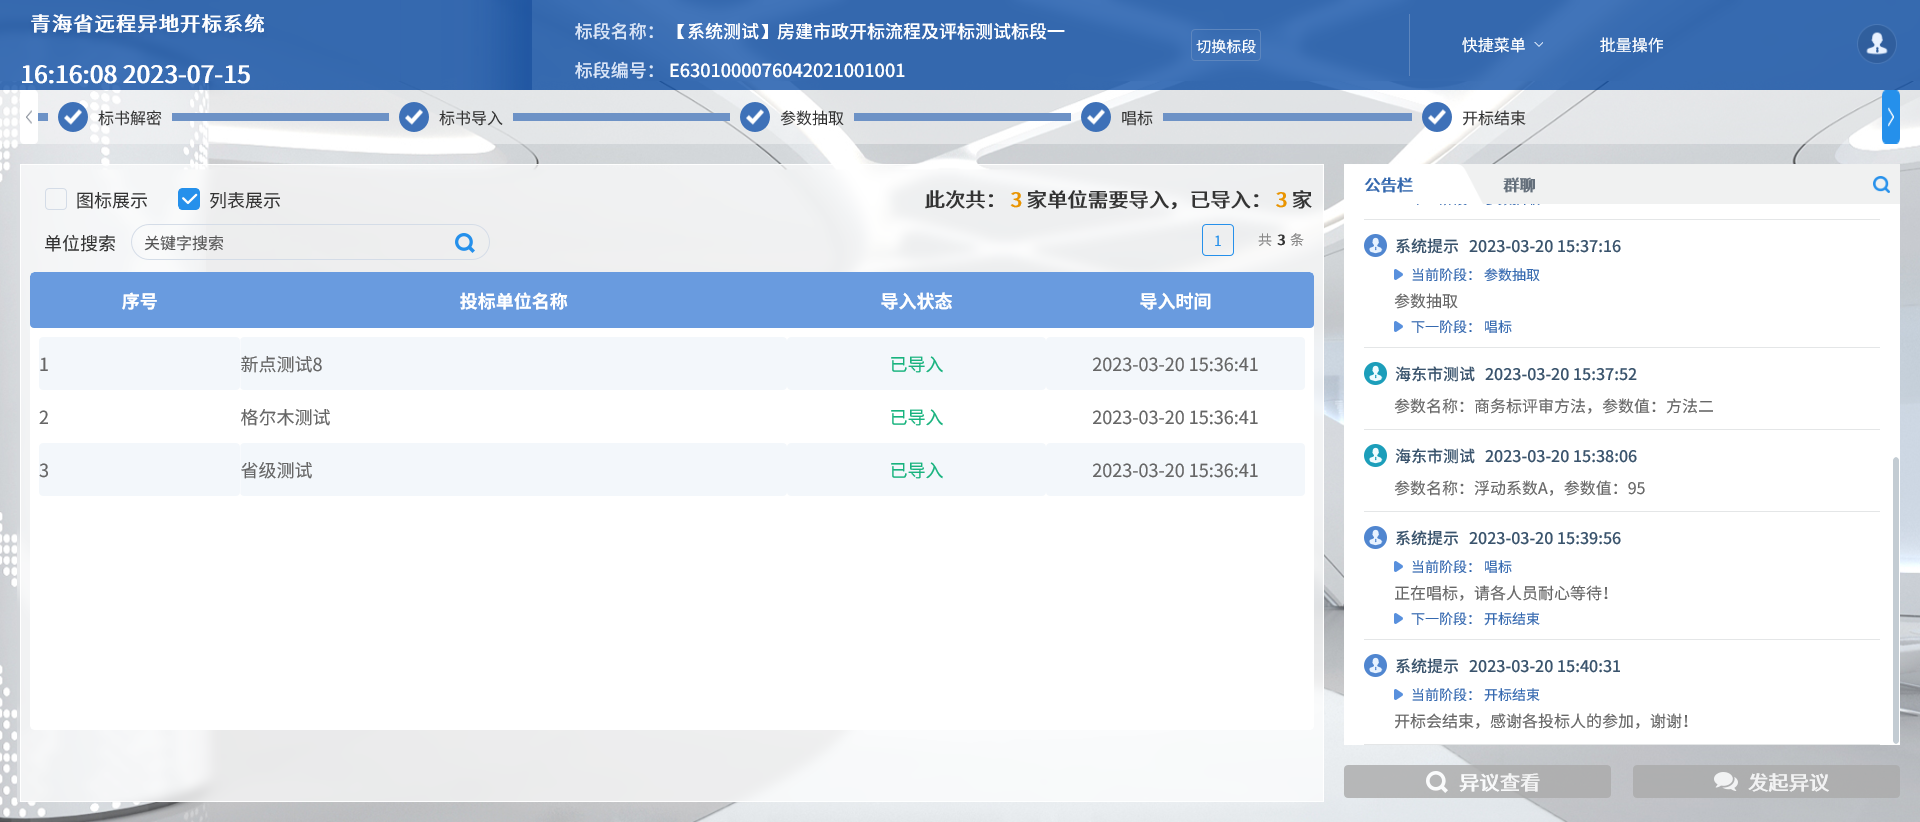 青海省远程异地开标系统
16:16:08 2023-07-15
标段名称： 【系统测试】房建市政开标流程及评标测试标段一
标段编号： E6301000076042021001001
切换标段
快捷菜单
批量操作
标书解密
标书导入
参数抽取
唱标
开标结束
图标展示 列表展示
此次共： 3 家单位需要导入，已导入： 3 家
单位搜索 关键字搜索
1 共 3 条
序号 投标单位名称 导入状态 导入时间
1 新点测试8 已导入 2023-03-20 15:36:41
2 格尔木测试 已导入 2023-03-20 15:36:41
3 省级测试 已导入 2023-03-20 15:36:41
公告栏 群聊
系统提示 2023-03-20 15:37:16
当前阶段： 参数抽取
参数抽取
下一阶段： 唱标
海东市测试 2023-03-20 15:37:52
参数名称：商务标评审方法，参数值：方法二
海东市测试 2023-03-20 15:38:06
参数名称：浮动系数A，参数值：95
系统提示 2023-03-20 15:39:56
当前阶段： 唱标
正在唱标，请各人员耐心等待！
下一阶段： 开标结束
系统提示 2023-03-20 15:40:31
当前阶段： 开标结束
开标会结束，感谢各投标人的参加，谢谢！
异议查看
发起异议